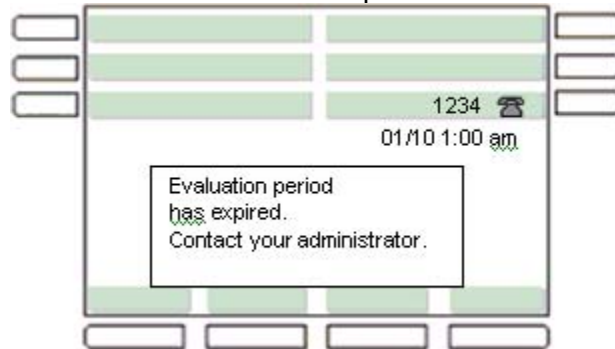 1234
01/10 1:00 am
Evaluation period
has expired.
Contact your administrator.